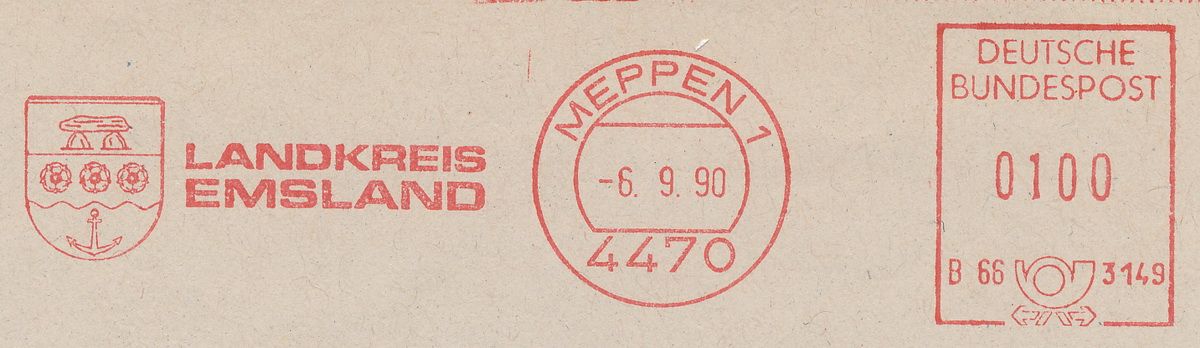 LANDKREIS
EMSLAND
MEPPEN 1
-6. 9. 90
4470
DEUTSCHE
BUNDESPOST
0100
B 66 3149